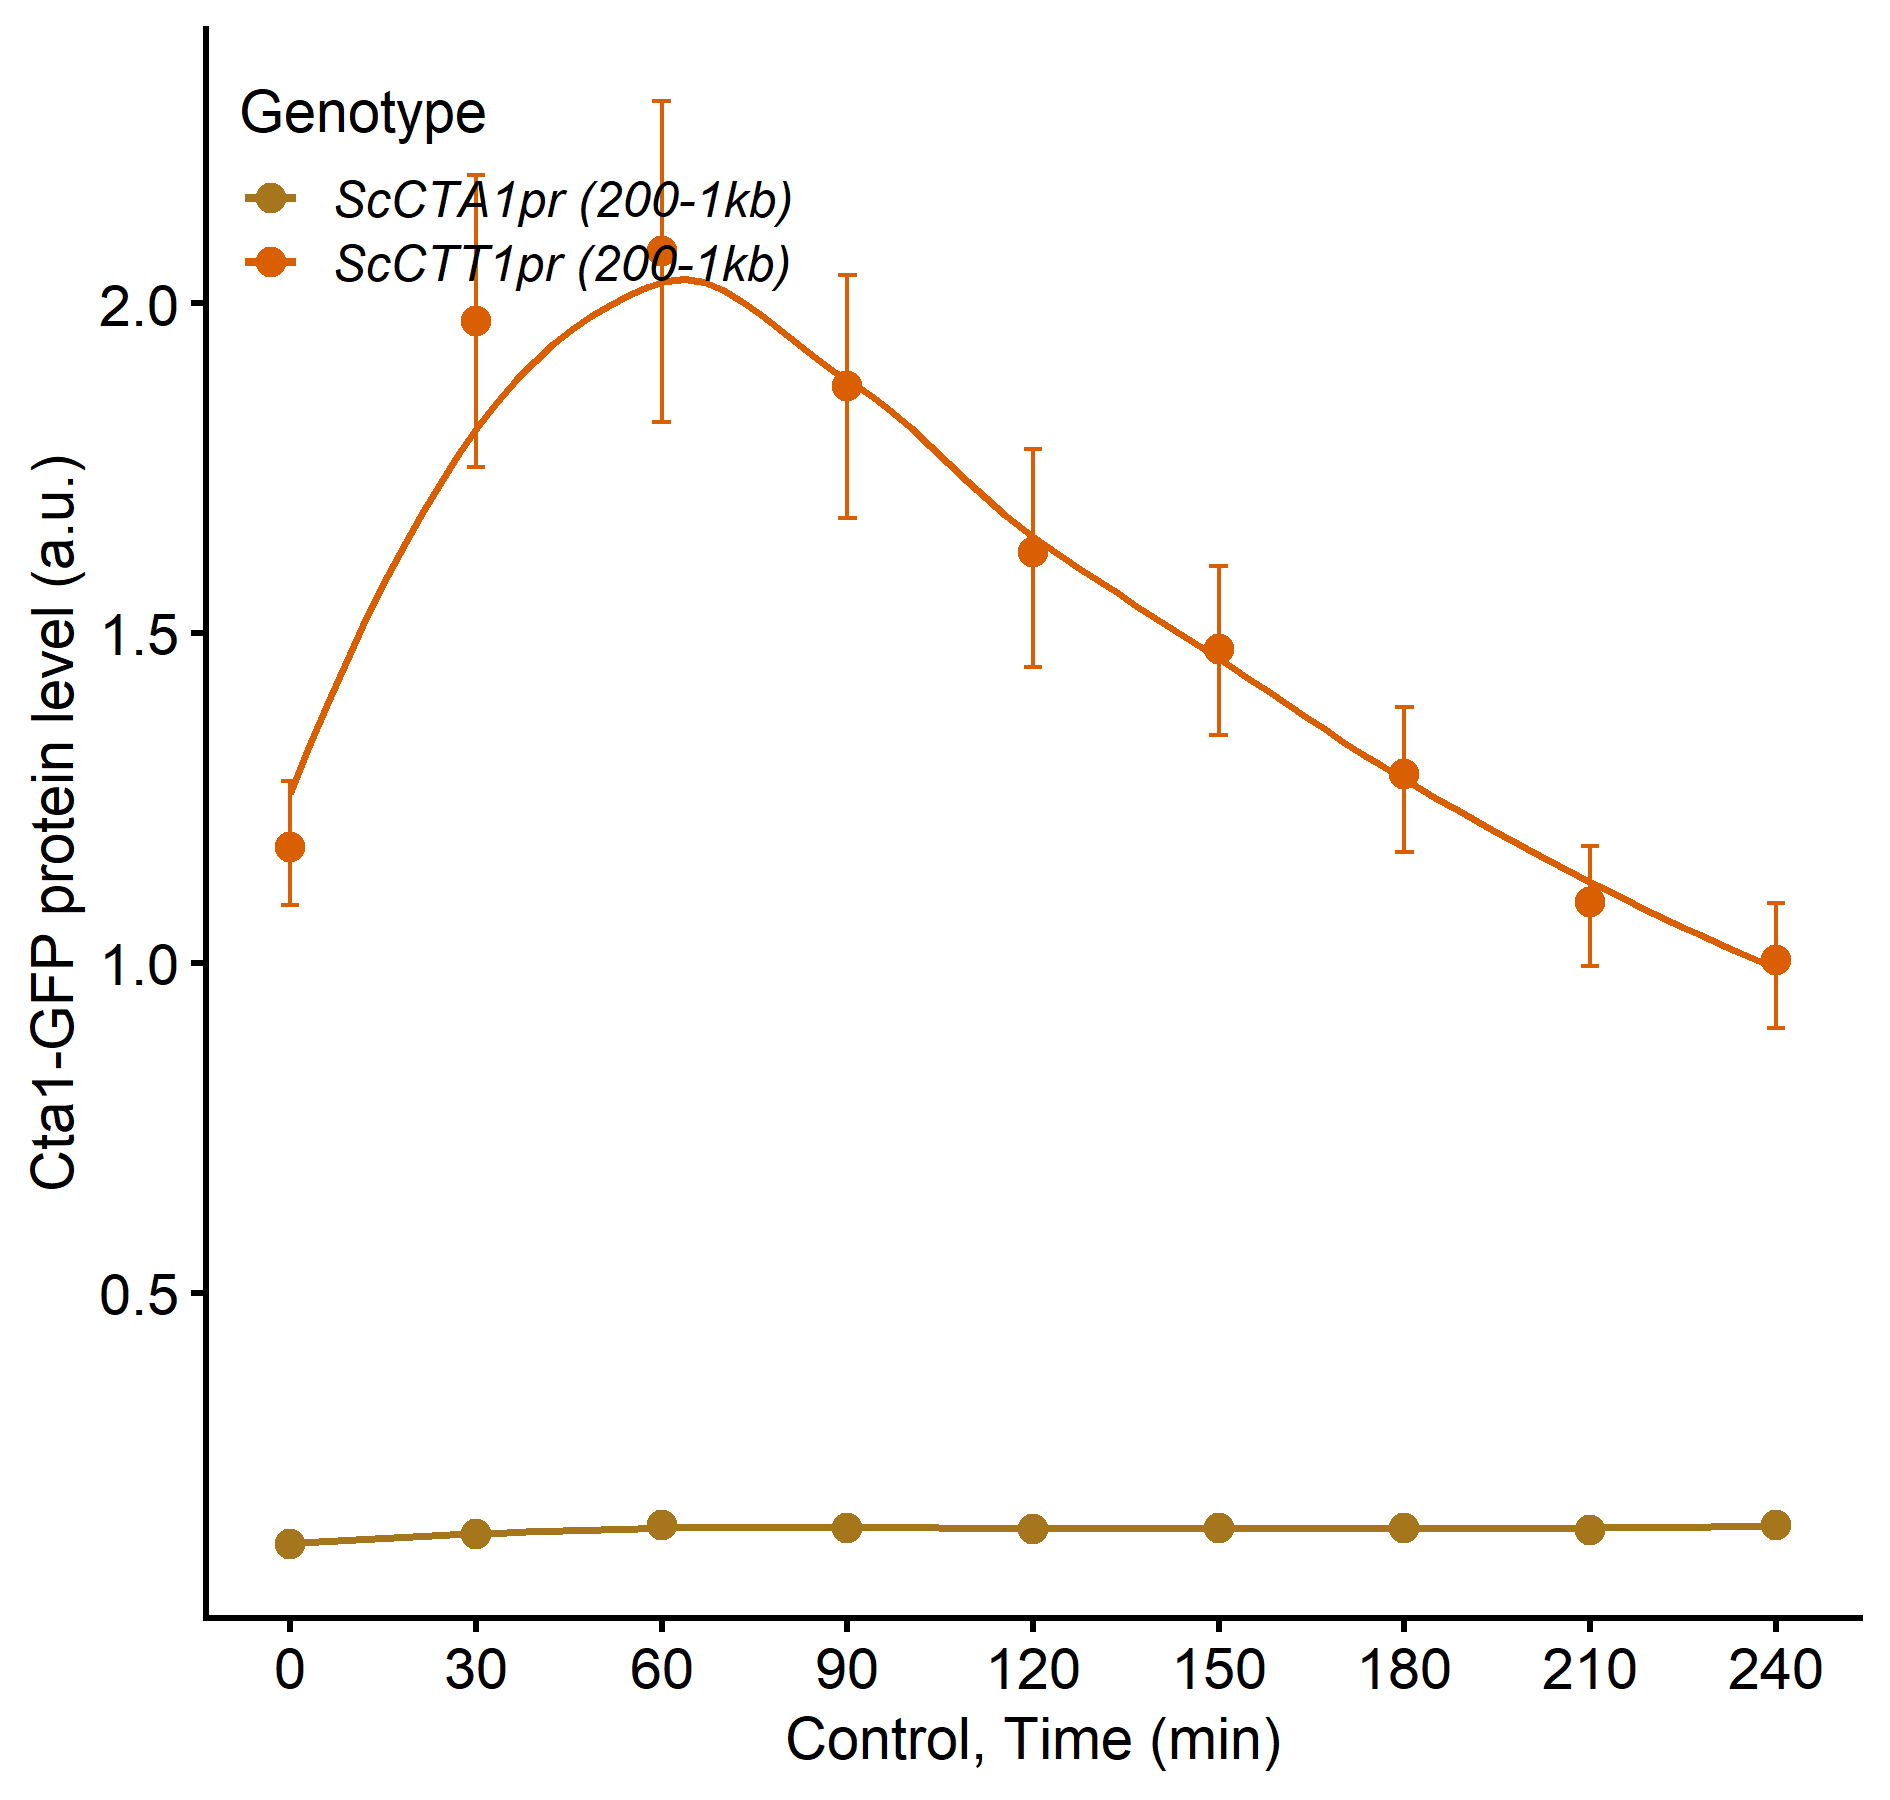 Genotype
ScCTA1pr (200-1kb)
ScCTT1pr (200-1kb)
Cta1-GFP protein level (a.u.)
2.0
1.5
1.0
0.5
0 30 60 90 120 150 180 210 240
Control, Time (min)